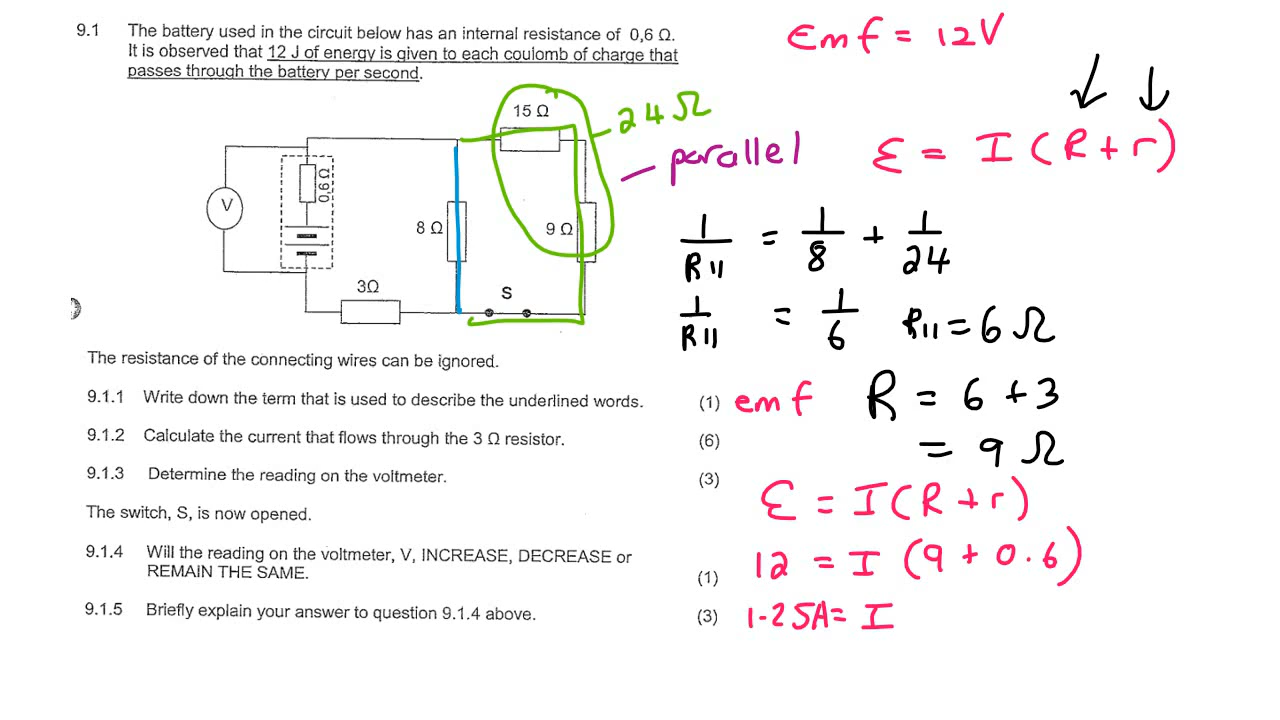 9.1 The battery used in the circuit below has an internal resistance of 0,6 Ω.
It is observed that 12 J of energy is given to each coulomb of charge that
passes through the battery per second.
Emf = 12V
15 Ω
24Ω
parallel
ε = I(R+r)
0,6 Ω
V
8 Ω
9 Ω
3Ω
S
1/R|| = 1/8 + 1/24
1/R|| = 1/6 R|| = 6Ω
The resistance of the connecting wires can be ignored.
9.1.1 Write down the term that is used to describe the underlined words. (1) emf
R = 6 + 3
9.1.2 Calculate the current that flows through the 3 Ω resistor. (6)
= 9 Ω
9.1.3 Determine the reading on the voltmeter. (3)
ε = I(R+r)
The switch, S, is now opened.
9.1.4 Will the reading on the voltmeter, V, INCREASE, DECREASE or
REMAIN THE SAME. (1)
12 = I (9 + 0.6)
9.1.5 Briefly explain your answer to question 9.1.4 above. (3)
1.25A = I